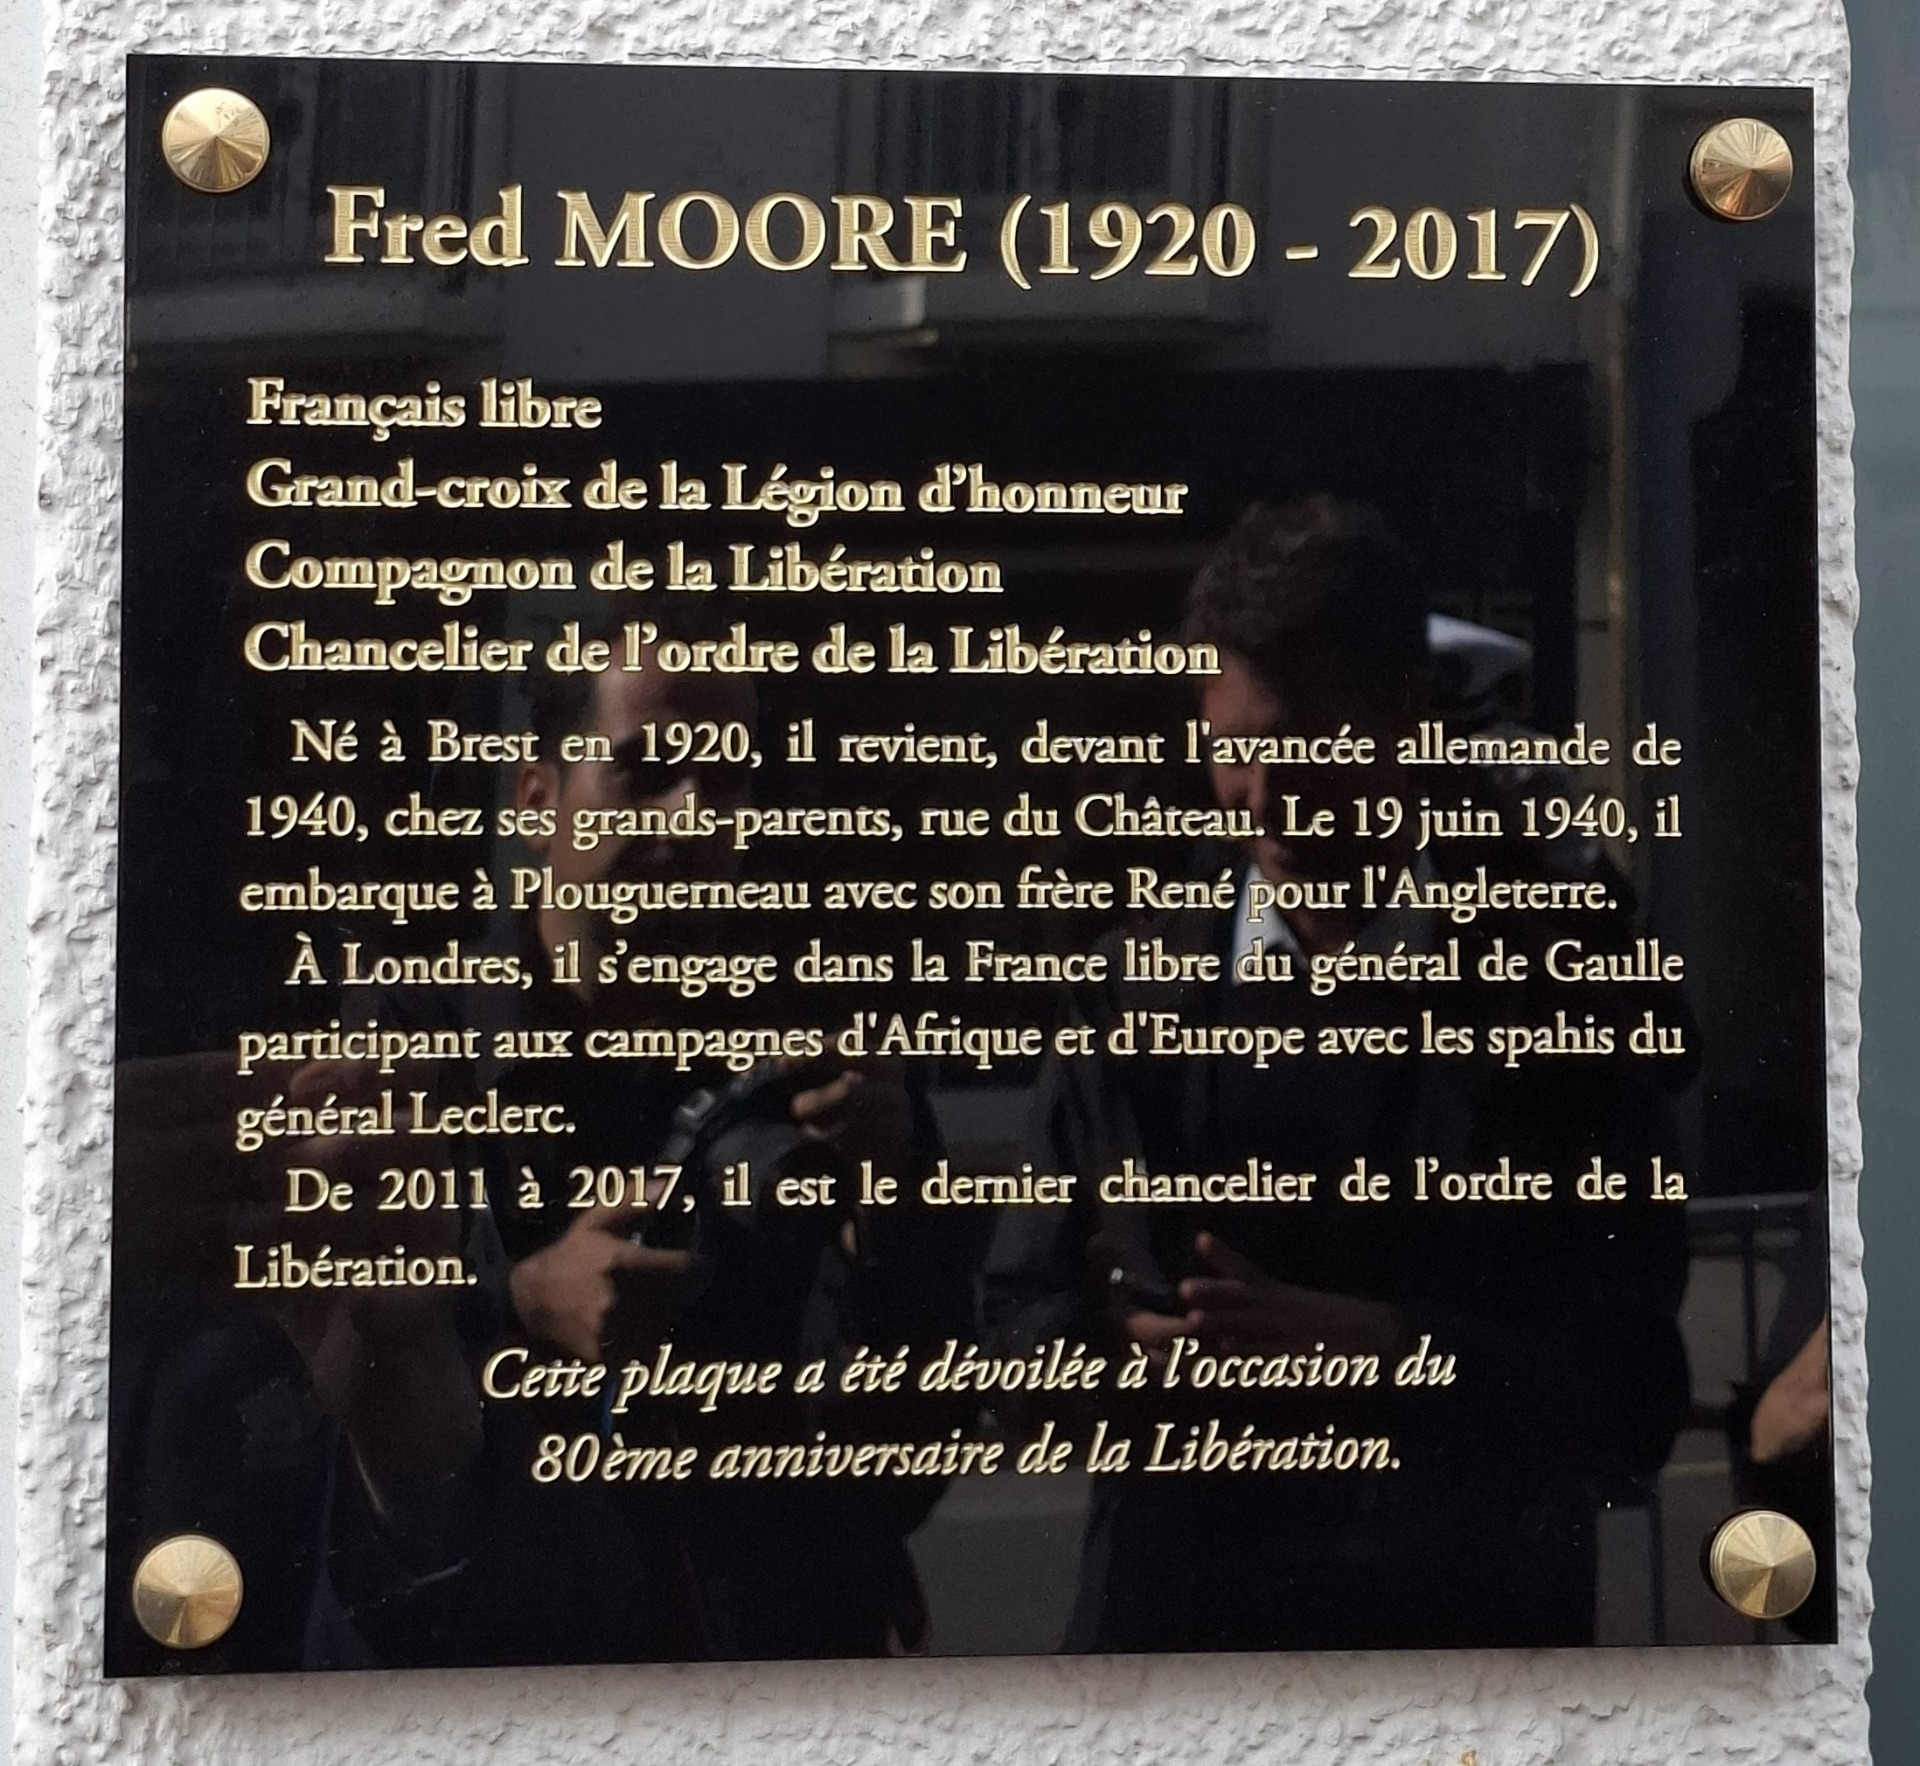 Fred MOORE (1920 - 2017)
Français libre
Grand-croix de la Légion d’honneur
Compagnon de la Libération
Chancelier de l’ordre de la Libération
Né à Brest en 1920, il revient, devant l'avancée allemande de
1940, chez ses grands-parents, rue du Château. Le 19 juin 1940, il
embarque à Plouguerneau avec son frère René pour l'Angleterre.
À Londres, il s’engage dans la France libre du général de Gaulle
participant aux campagnes d'Afrique et d'Europe avec les spahis du
général Leclerc.
De 2011 à 2017, il est le dernier chancelier de l’ordre de la
Libération.
Cette plaque a été dévoilée à l’occasion du
80ème anniversaire de la Libération.